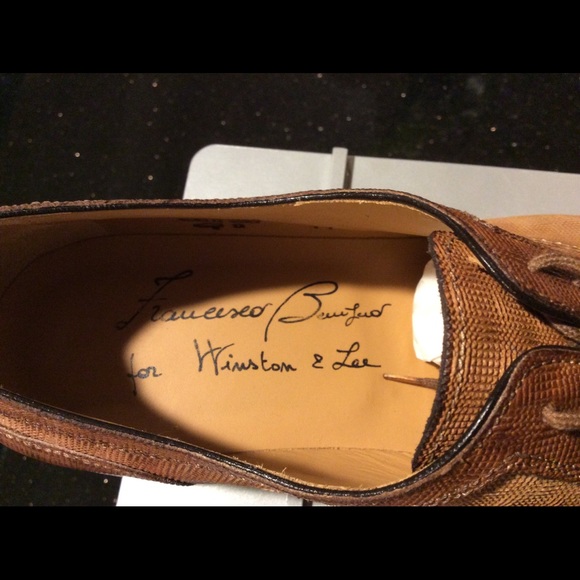 Francesco Benigno
for Winston & Lee